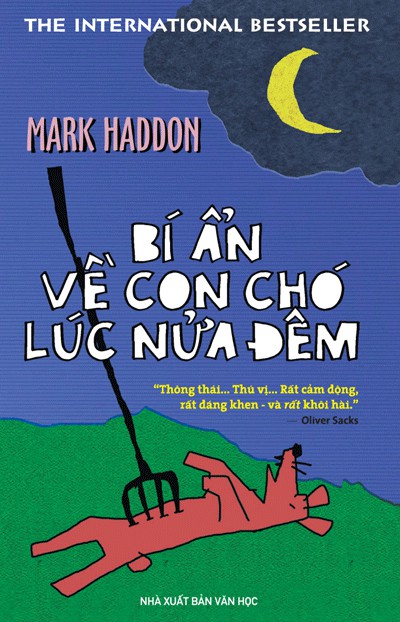 THE INTERNATIONAL BESTSELLER
MARK HADDON
BÍ ẨN
VỀ CON CHÓ
LÚC NỬA ĐÊM
“Thông thái... Thú vị... Rất cảm động,
rất đáng khen - và rất khôi hài.”
— Oliver Sacks
NHÀ XUẤT BẢN VĂN HỌC